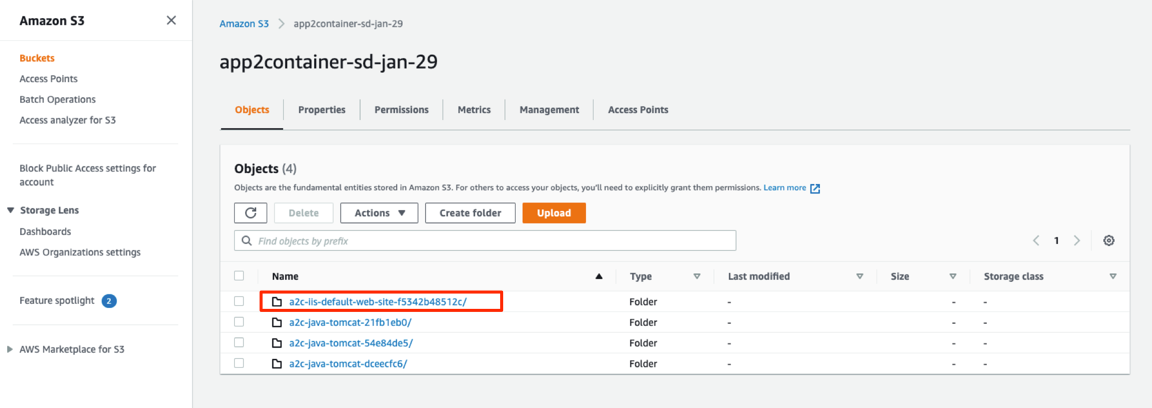 Amazon S3
Buckets
Access Points
Batch Operations
Access analyzer for S3
Block Public Access settings for
account
Storage Lens
Dashboards
AWS Organizations settings
Feature spotlight 2
AWS Marketplace for S3
Amazon S3 app2container-sd-jan-29
app2container-sd-jan-29
Objects Properties Permissions Metrics Management Access Points
Objects (4)
Objects are the fundamental entities stored in Amazon S3. For others to access your objects, you'll need to explicitly grant them permissions. Learn more
Delete Actions Create folder Upload
Find objects by prefix 1
Name Type Last modified Size Storage class
a2c-iis-default-web-site-f5342b48512c/ Folder - - -
a2c-java-tomcat-21fb1eb0/ Folder - - -
a2c-java-tomcat-54e84de5/ Folder - - -
a2c-java-tomcat-dceecfc6/ Folder - - -